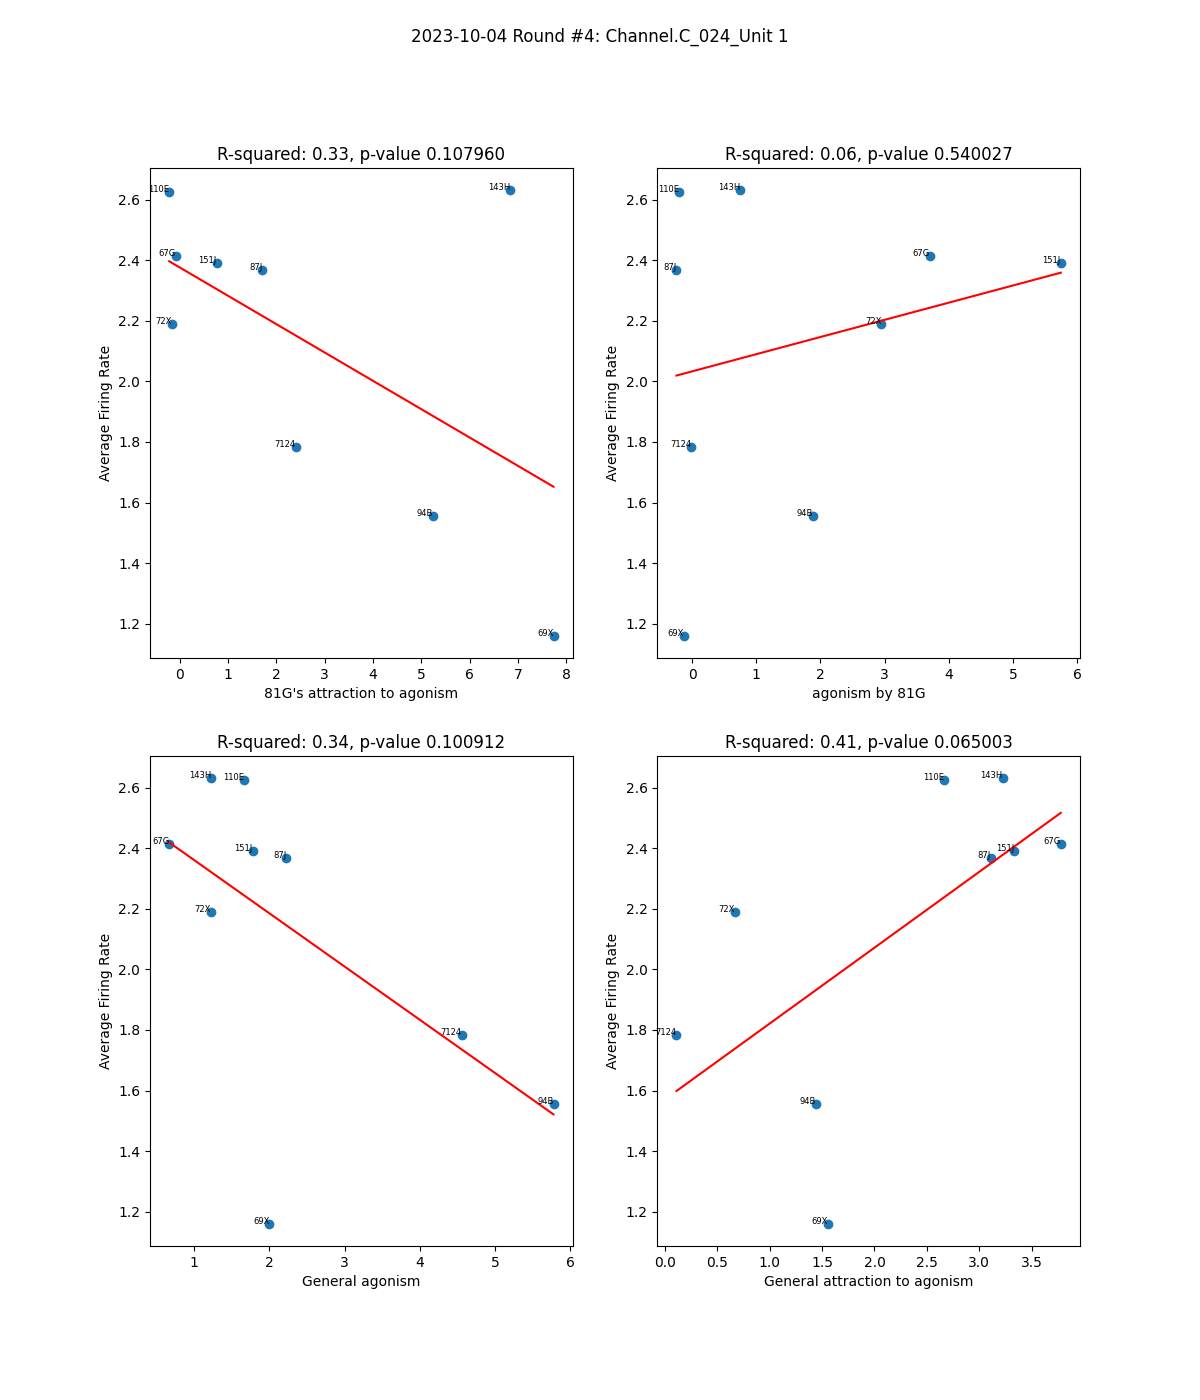 2023-10-04 Round #4: Channel.C_024_Unit 1
R-squared: 0.33, p-value 0.107960
2.6
2.4
2.2
2.0
1.8
1.6
1.4
1.2
Average Firing Rate
110E
143H
67G
151J
87J
72X
7124
94B
69X
0 1 2 3 4 5 6 7 8
81G's attraction to agonism
R-squared: 0.06, p-value 0.540027
2.6
2.4
2.2
2.0
1.8
1.6
1.4
1.2
Average Firing Rate
110E
143H
67G
151J
87J
72X
7124
94B
69X
0 1 2 3 4 5 6
agonism by 81G
R-squared: 0.34, p-value 0.100912
2.6
2.4
2.2
2.0
1.8
1.6
1.4
1.2
Average Firing Rate
143H
110E
67G
151J
87J
72X
7124
94B
69X
1 2 3 4 5 6
General agonism
R-squared: 0.41, p-value 0.065003
2.6
2.4
2.2
2.0
1.8
1.6
1.4
1.2
Average Firing Rate
110E
143H
67G
151J
87J
72X
7124
94B
69X
0.0 0.5 1.0 1.5 2.0 2.5 3.0 3.5
General attraction to agonism